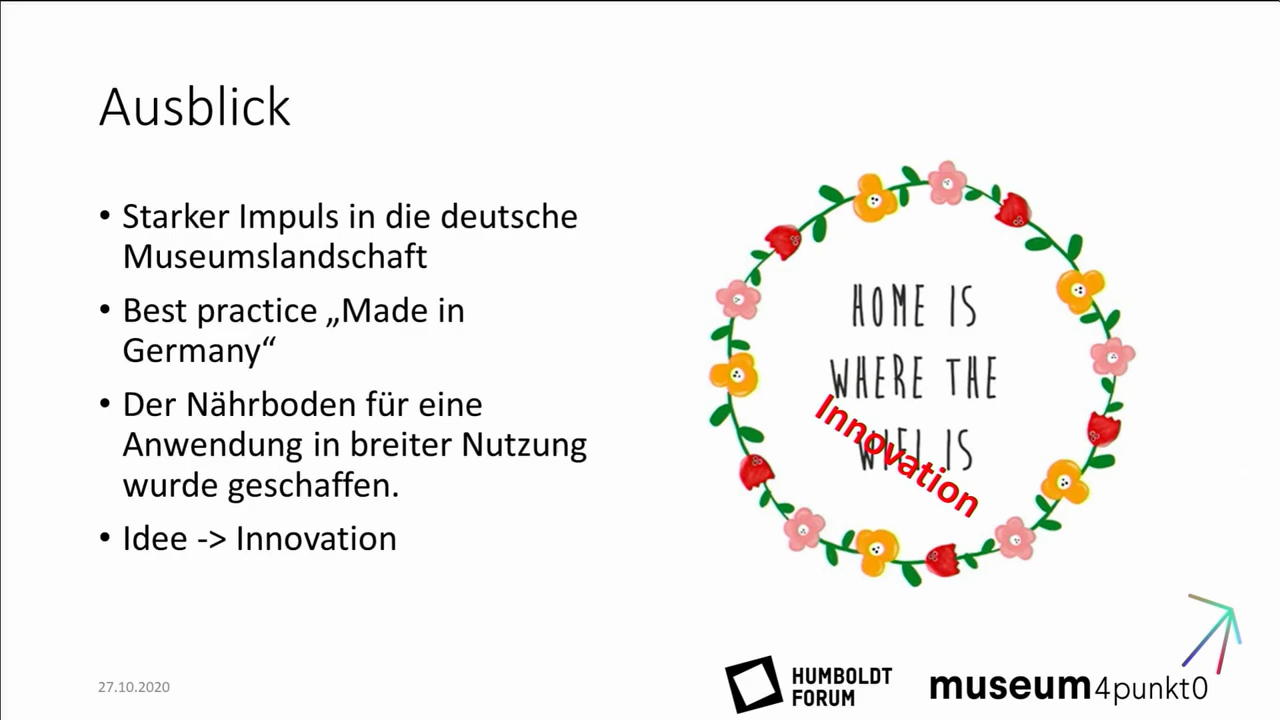 Ausblick
• Starker Impuls in die deutsche
Museumslandschaft
• Best practice „Made in
Germany“
• Der Nährboden für eine
Anwendung in breiter Nutzung
wurde geschaffen.
• Idee -> Innovation
HOME IS
WHERE THE
WIFI IS
Innovation
27.10.2020
HUMBOLDT
FORUM
museum4punkt0